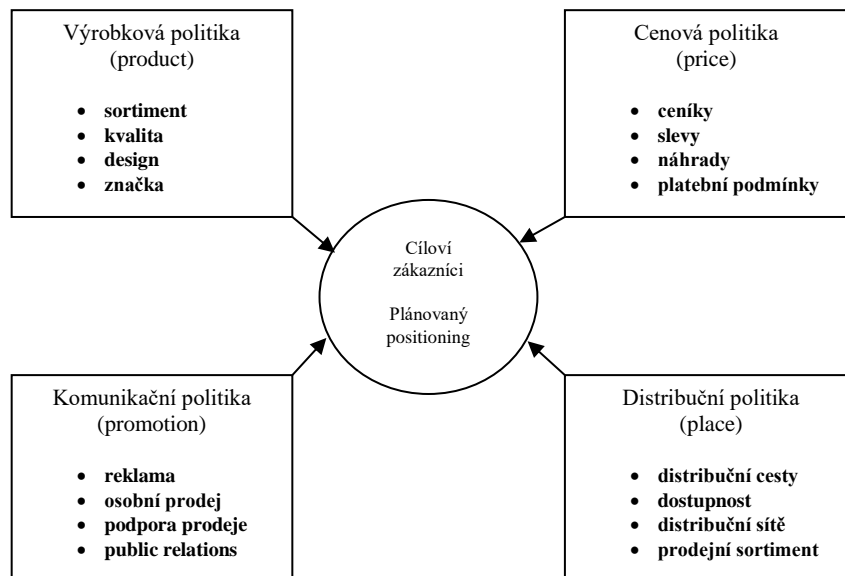 Výrobková politika
(product)
• sortiment
• kvalita
• design
• značka
Cenová politika
(price)
• ceníky
• slevy
• náhrady
• platební podmínky
Cíloví
zákazníci
Plánovaný
positioning
Komunikační politika
(promotion)
• reklama
• osobní prodej
• podpora prodeje
• public relations
Distribuční politika
(place)
• distribuční cesty
• dostupnost
• distribuční sítě
• prodejní sortiment